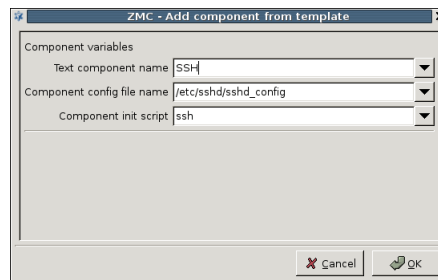 ZMC - Add component from template
Component variables
Text component name SSH
Component config file name /etc/sshd/sshd_config
Component init script ssh
Cancel OK